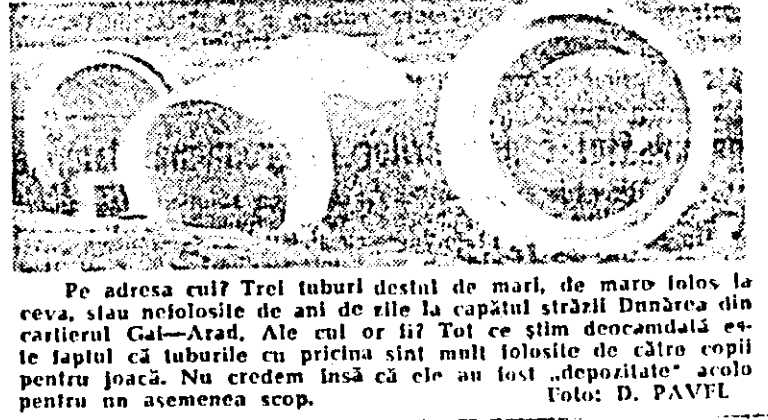 Pe adresa cui? Trei tuburi destul de mari, de mare folos la
ceva, stau nefolosite de ani de zile la capătul străzii Dunărea din
cartierul Gai—Arad. Ale cui or fi? Tot ce știm deocamdată es-
te faptul că tuburile cu pricina sînt mult folosite de către copii
pentru joacă. Nu credem însă că ele au fost „depozitate" acolo
pentru un asemenea scop.
Foto: D. PAVEL